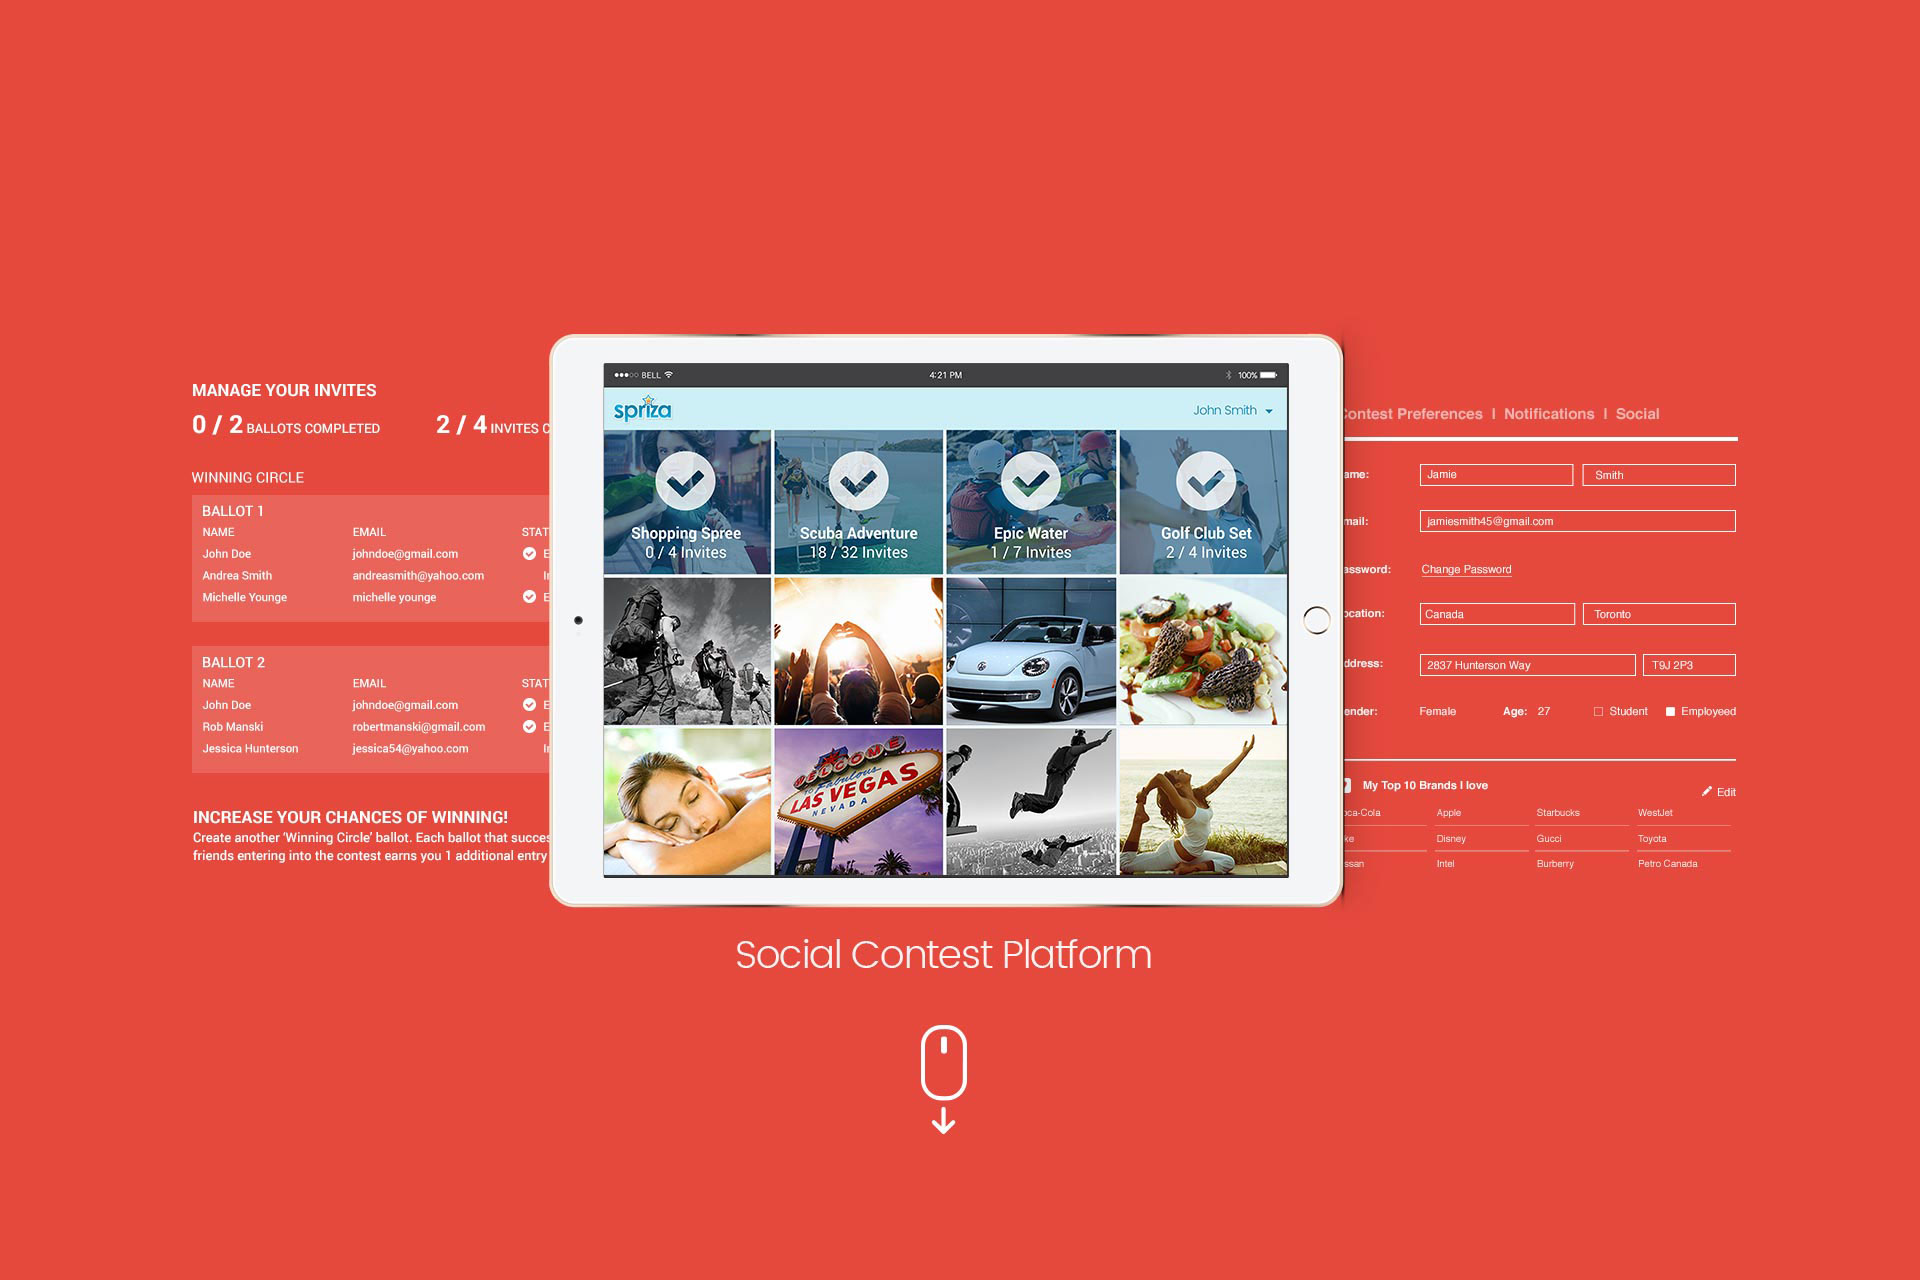 MANAGE YOUR INVITES
0 / 2 BALLOTS COMPLETED 2 / 4 INVITES C
WINNING CIRCLE
BALLOT 1
NAME EMAIL STAT
John Doe johndoe@gmail.com E
Andrea Smith andreasmith@yahoo.com In
Michelle Younge michelle younge E
BALLOT 2
NAME EMAIL STAT
John Doe johndoe@gmail.com E
Rob Manski robertmanski@gmail.com E
Jessica Hunterson jessica54@yahoo.com In
INCREASE YOUR CHANCES OF WINNING!
Create another 'Winning Circle' ballot. Each ballot that succes
friends entering into the contest earns you 1 additional entry
BELL 4:21 PM 100%
spriza John Smith
Shopping Spree
0 / 4 Invites
Scuba Adventure
18 / 32 Invites
Epic Water
1 / 7 Invites
Golf Club Set
2 / 4 Invites
WELCOME
To Fabulous
LAS VEGAS
NEVADA
Contest Preferences | Notifications | Social
ame: Jamie Smith
mail: jamiesmith45@gmail.com
assword: Change Password
ocation: Canada Toronto
ddress: 2837 Hunterson Way T9J 2P3
ender: Female Age: 27 Student Employeed
My Top 10 Brands I love
Edit
oca-Cola Apple Starbucks WestJet
ke Disney Gucci Toyota
ssan Intel Burberry Petro Canada
Social Contest Platform